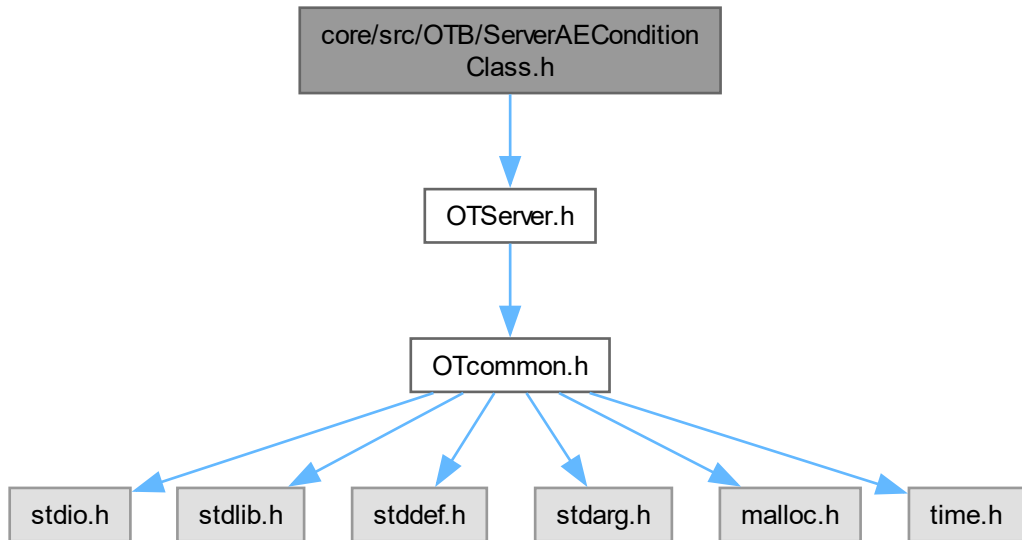 core/src/OTB/ServerAECondition
Class.h
OTServer.h
OTcommon.h
stdio.h
stdlib.h
stddef.h
stdarg.h
malloc.h
time.h